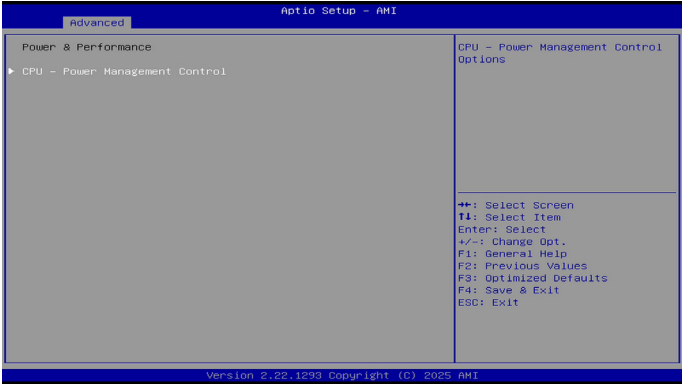 Aptio Setup – AMI
Advanced
Power & Performance
CPU – Power Management Control
CPU – Power Management Control
Options
→←: Select Screen
↑↓: Select Item
Enter: Select
+/-: Change Opt.
F1: General Help
F2: Previous Values
F3: Optimized Defaults
F4: Save & Exit
ESC: Exit
Version 2.22.1293 Copyright (C) 2025 AMI